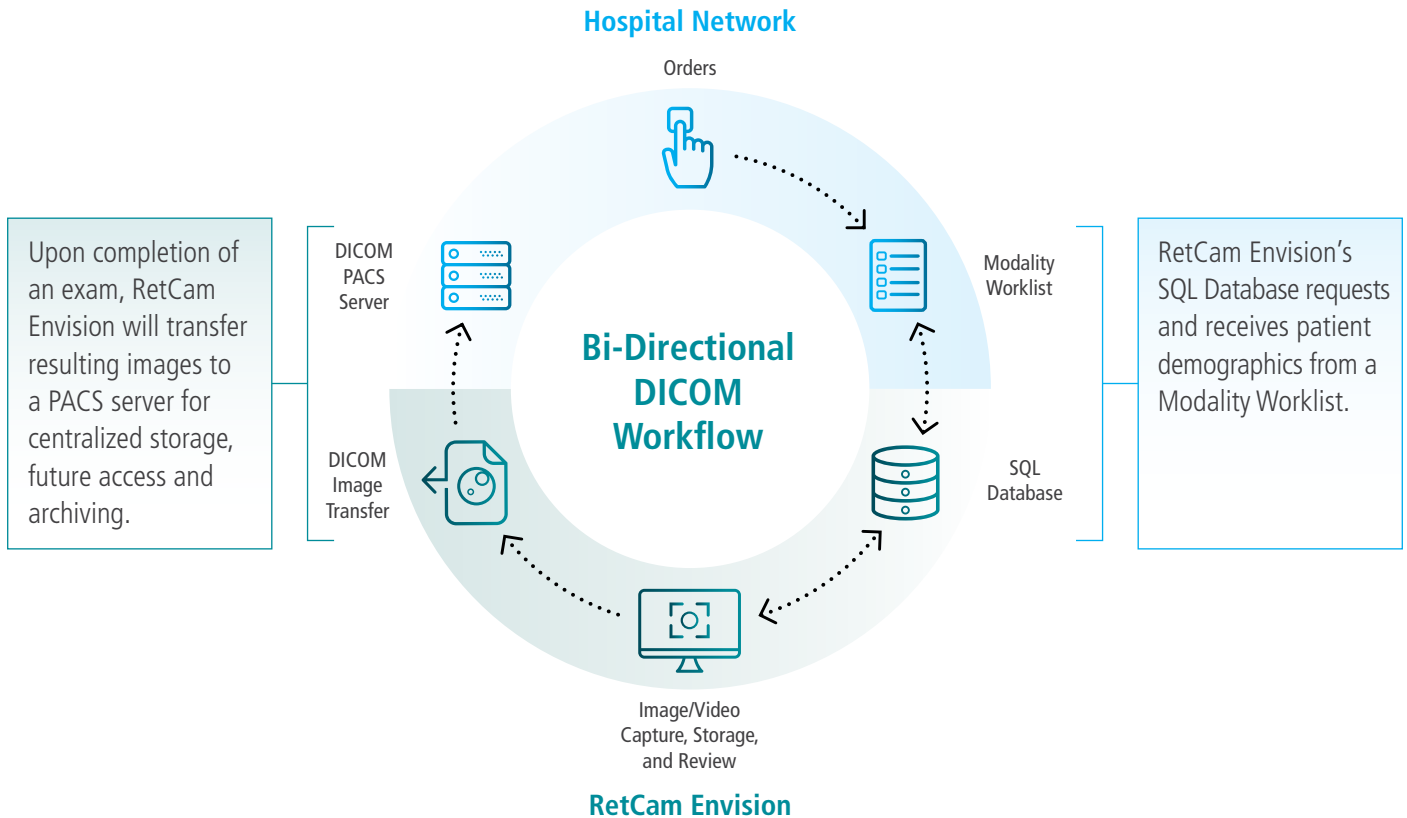 Hospital Network
Orders
Upon completion of
an exam, RetCam
Envision will transfer
resulting images to
a PACS server for
centralized storage,
future access and
archiving.
DICOM
PACS
Server
DICOM
Image
Transfer
Bi-Directional
DICOM
Workflow
Modality
Worklist
SQL
Database
RetCam Envision’s
SQL Database requests
and receives patient
demographics from a
Modality Worklist.
Image/Video
Capture, Storage,
and Review
RetCam Envision